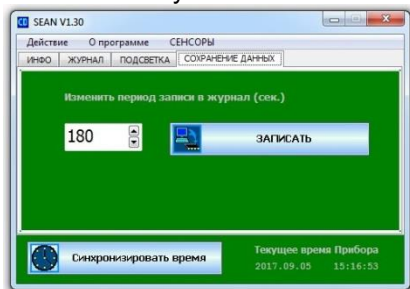 SEAN V1.30
Действие О программе СЕНСОРЫ
ИНФО ЖУРНАЛ ПОДСВЕТКА СОХРАНЕНИЕ ДАННЫХ
Изменить период записи в журнал (сек.)
180 ЗАПИСАТЬ
Синхронизировать время
Текущее время Прибора
2017.09.05 15:16:53